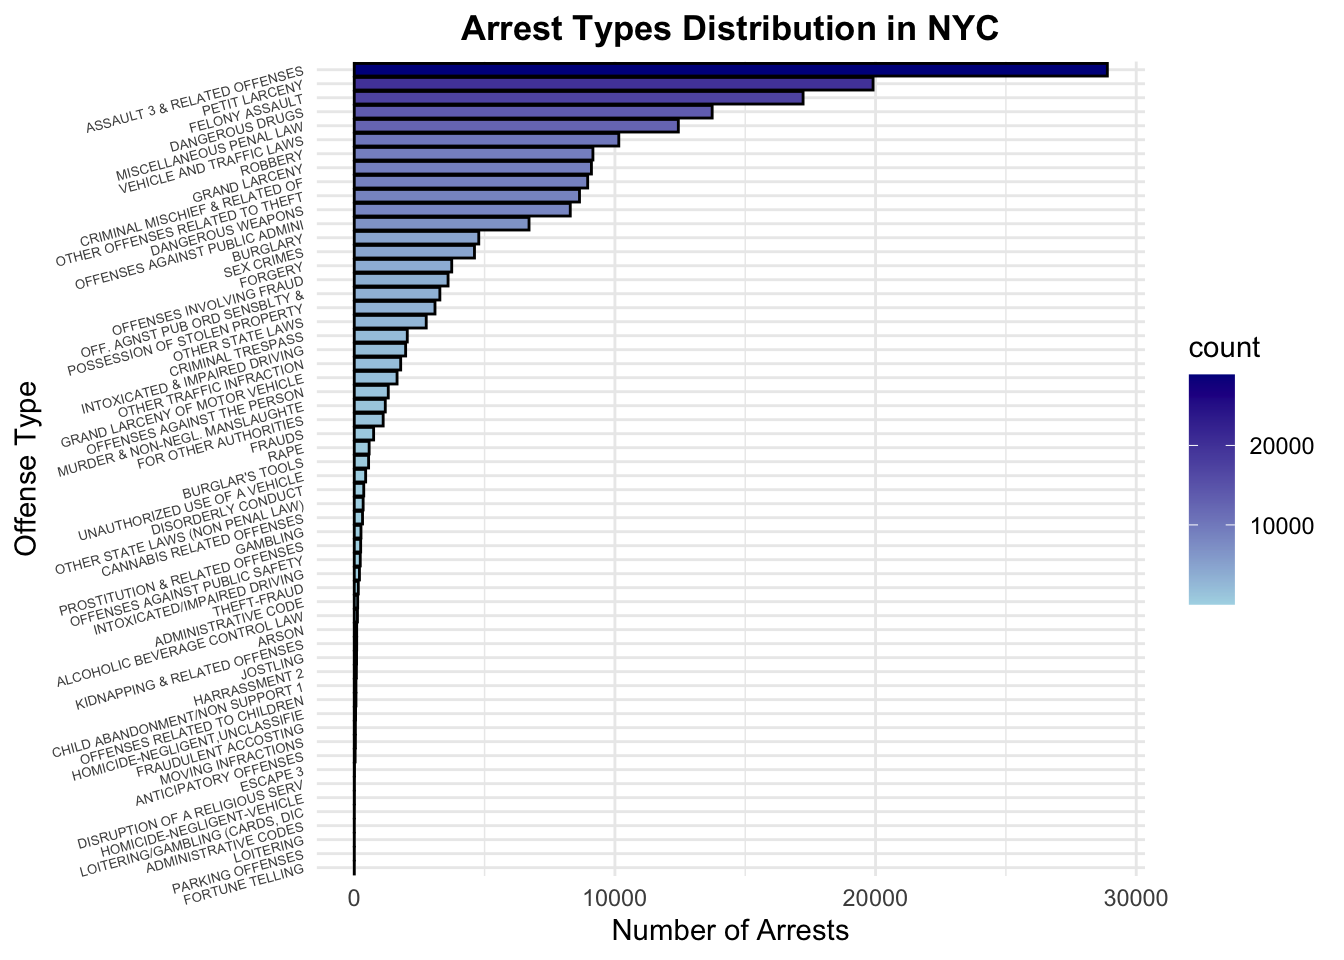 Arrest Types Distribution in NYC
Offense Type
ASSAULT 3 & RELATED OFFENSES
PETIT LARCENY
FELONY ASSAULT
DANGEROUS DRUGS
MISCELLANEOUS PENAL LAW
VEHICLE AND TRAFFIC LAWS
ROBBERY
GRAND LARCENY
CRIMINAL MISCHIEF & RELATED OF
OTHER OFFENSES RELATED TO THEFT
DANGEROUS WEAPONS
OFFENSES AGAINST PUBLIC ADMINI
BURGLARY
SEX CRIMES
FORGERY
OFFENSES INVOLVING FRAUD
OFF. AGNST PUB ORD SENSBLTY &
POSSESSION OF STOLEN PROPERTY
OTHER STATE LAWS
CRIMINAL TRESPASS
INTOXICATED & IMPAIRED DRIVING
OTHER TRAFFIC INFRACTION
GRAND LARCENY OF MOTOR VEHICLE
OFFENSES AGAINST THE PERSON
MURDER & NON-NEGL. MANSLAUGHTE
FOR OTHER AUTHORITIES
FRAUDS
RAPE
BURGLAR'S TOOLS
UNAUTHORIZED USE OF A VEHICLE
DISORDERLY CONDUCT
OTHER STATE LAWS (NON PENAL LAW)
CANNABIS RELATED OFFENSES
GAMBLING
PROSTITUTION & RELATED OFFENSES
OFFENSES AGAINST PUBLIC SAFETY
INTOXICATED/IMPAIRED DRIVING
THEFT-FRAUD
ADMINISTRATIVE CODE
ALCOHOLIC BEVERAGE CONTROL LAW
ARSON
KIDNAPPING & RELATED OFFENSES
JOSTLING
HARRASSMENT 2
CHILD ABANDONMENT/NON SUPPORT 1
OFFENSES RELATED TO CHILDREN
HOMICIDE-NEGLIGENT,UNCLASSIFIE
FRAUDULENT ACCOSTING
MOVING INFRACTIONS
ANTICIPATORY OFFENSES
ESCAPE 3
DISRUPTION OF A RELIGIOUS SERV
HOMICIDE-NEGLIGENT-VEHICLE
LOITERING/GAMBLING (CARDS, DIC
ADMINISTRATIVE CODES
LOITERING
PARKING OFFENSES
FORTUNE TELLING
0 10000 20000 30000
Number of Arrests
count
20000
10000